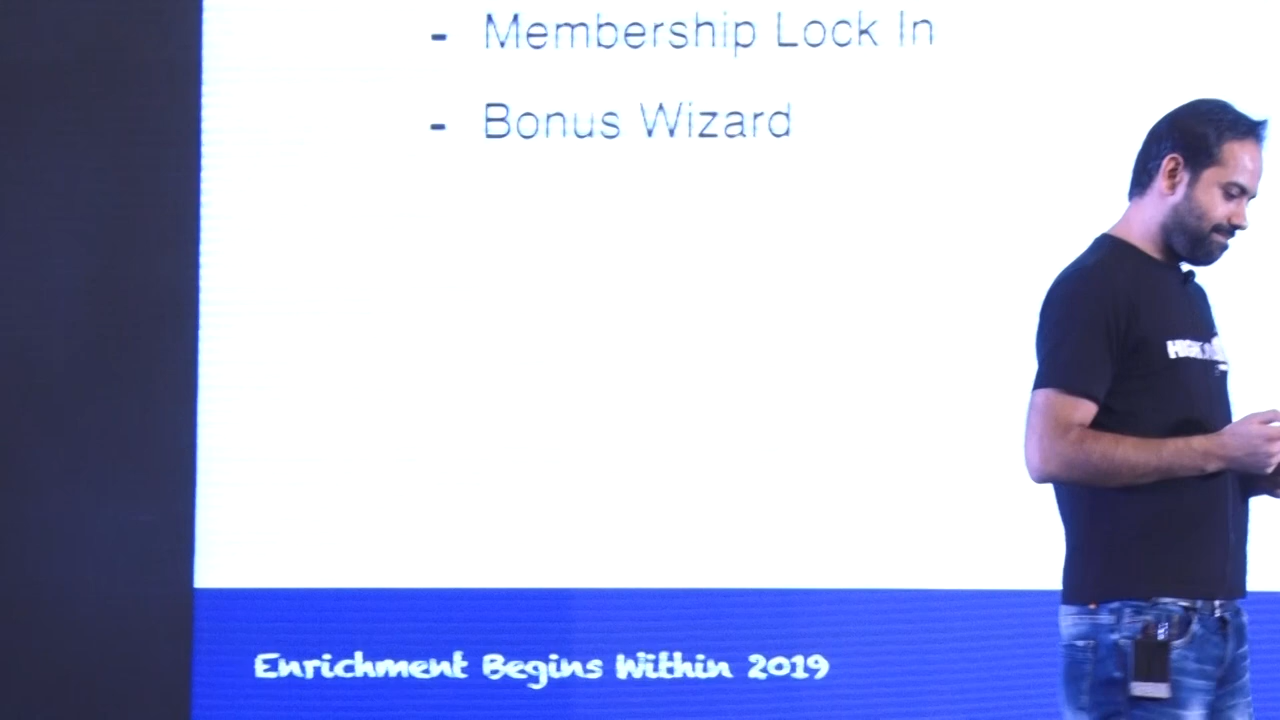 - Membership Lock In
- Bonus Wizard
Enrichment Begins Within 2019